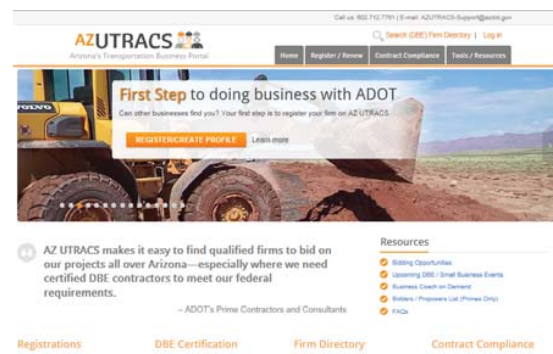 Call us: 602.712.7761 | E-mail: AZUTRACS-Support@azdot.gov
AZUTRACS
Arizona's Transportation Business Portal
Search (DBE) Firm Directory | Log in
Home Register / Renew Contract Compliance Tools / Resources
VOLVO
First Step to doing business with ADOT
Can other businesses find you? Your first step is to register your firm on AZ UTRACS.
REGISTER/CREATE PROFILE Learn more
AZ UTRACS makes it easy to find qualified firms to bid on
our projects all over Arizona—especially where we need
certified DBE contractors to meet our federal
requirements.
– ADOT's Prime Contractors and Consultants
Resources
Bidding Opportunities
Upcoming DBE / Small Business Events
Business Coach on Demand
Bidders / Proposers List (Primes Only)
FAQs
Registrations DBE Certification Firm Directory Contract Compliance